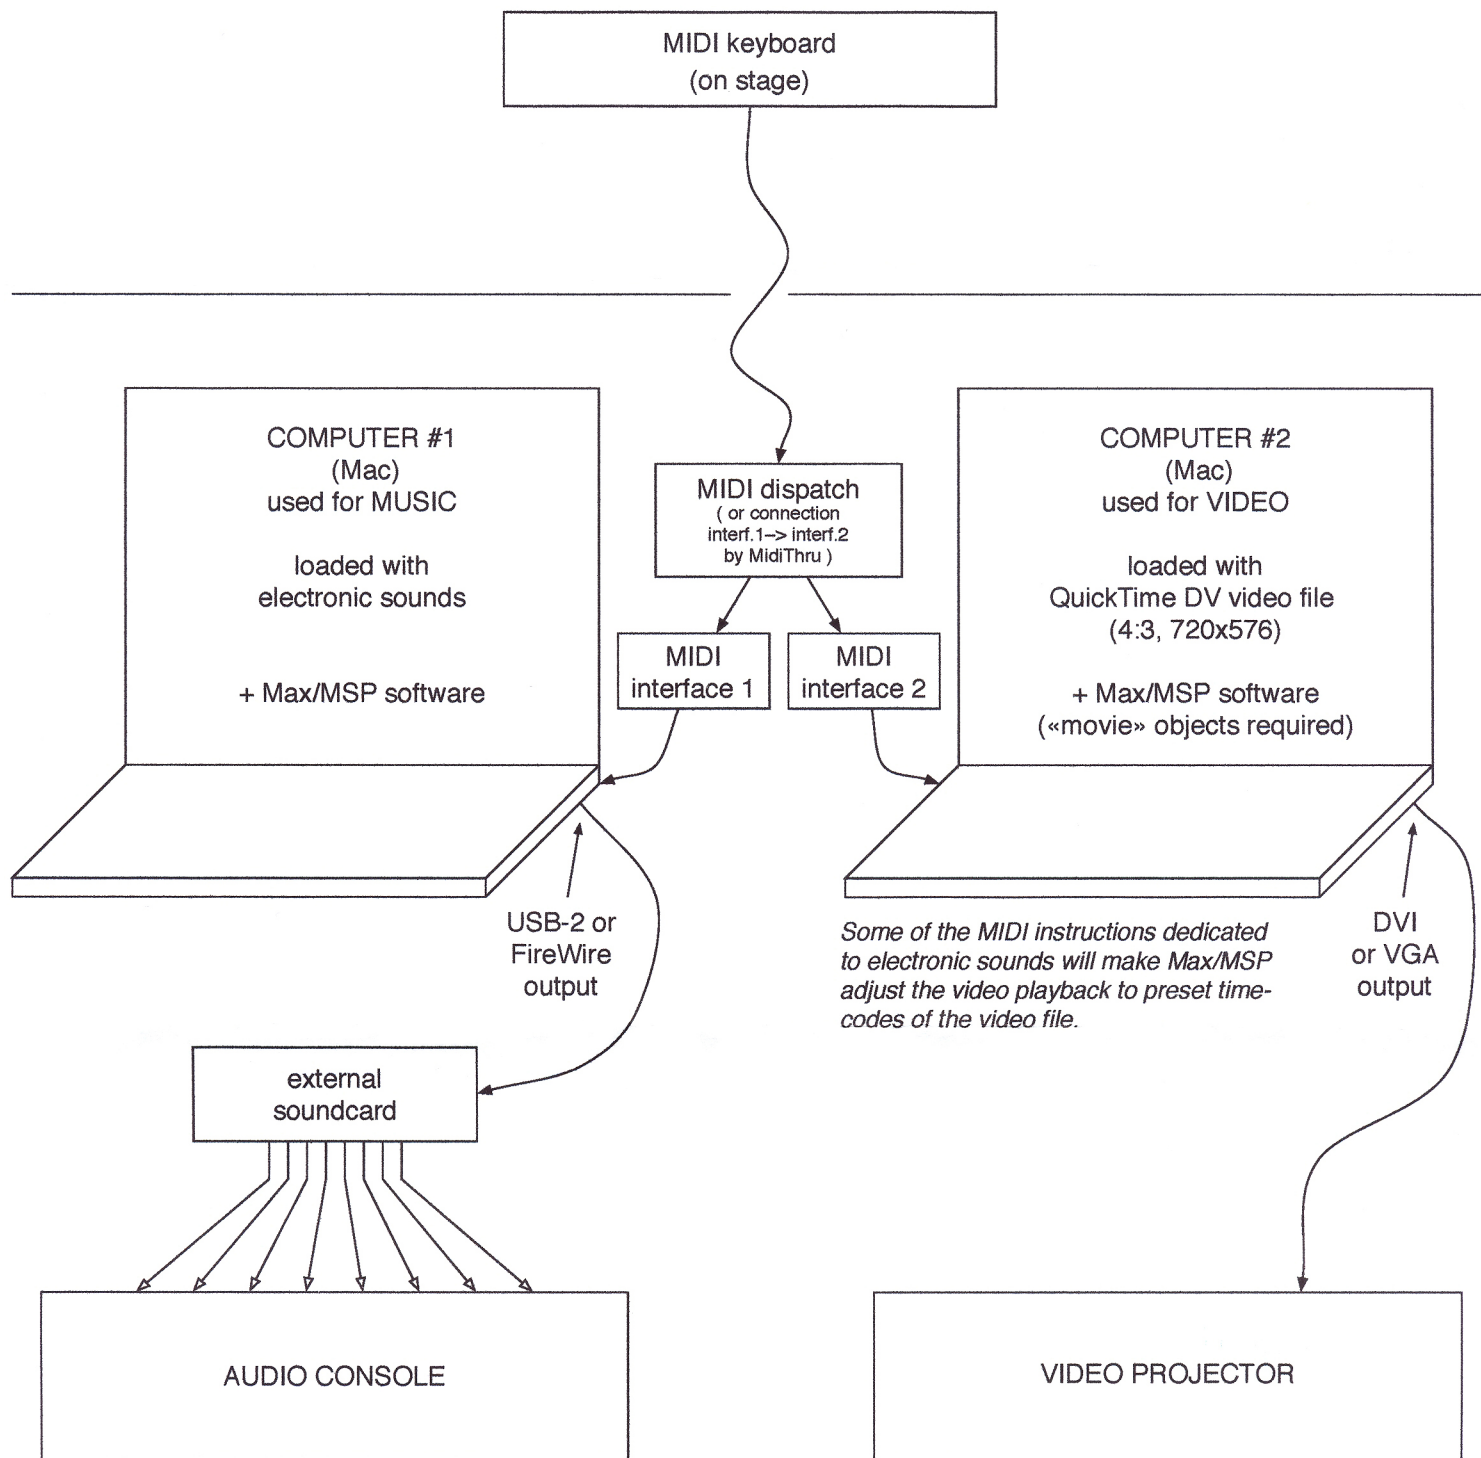 MIDI keyboard
(on stage)
COMPUTER #1
(Mac)
used for MUSIC
loaded with
electronic sounds
+ Max/MSP software
MIDI dispatch
( or connection
interf.1–> interf.2
by MidiThru )
MIDI
interface 1
MIDI
interface 2
COMPUTER #2
(Mac)
used for VIDEO
loaded with
QuickTime DV video file
(4:3, 720x576)
+ Max/MSP software
(«movie» objects required)
USB-2 or
FireWire
output
Some of the MIDI instructions dedicated
to electronic sounds will make Max/MSP
adjust the video playback to preset time-
codes of the video file.
DVI
or VGA
output
external
soundcard
AUDIO CONSOLE
VIDEO PROJECTOR